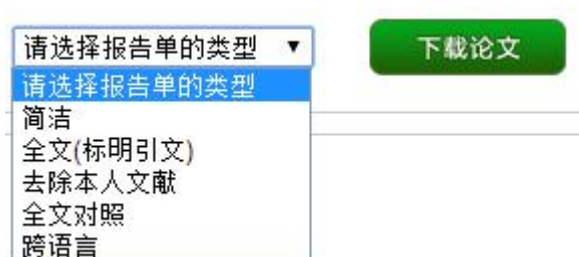 请选择报告单的类型 ▼
下载论文
请选择报告单的类型
简洁
全文(标明引文)
去除本人文献
全文对照
跨语言